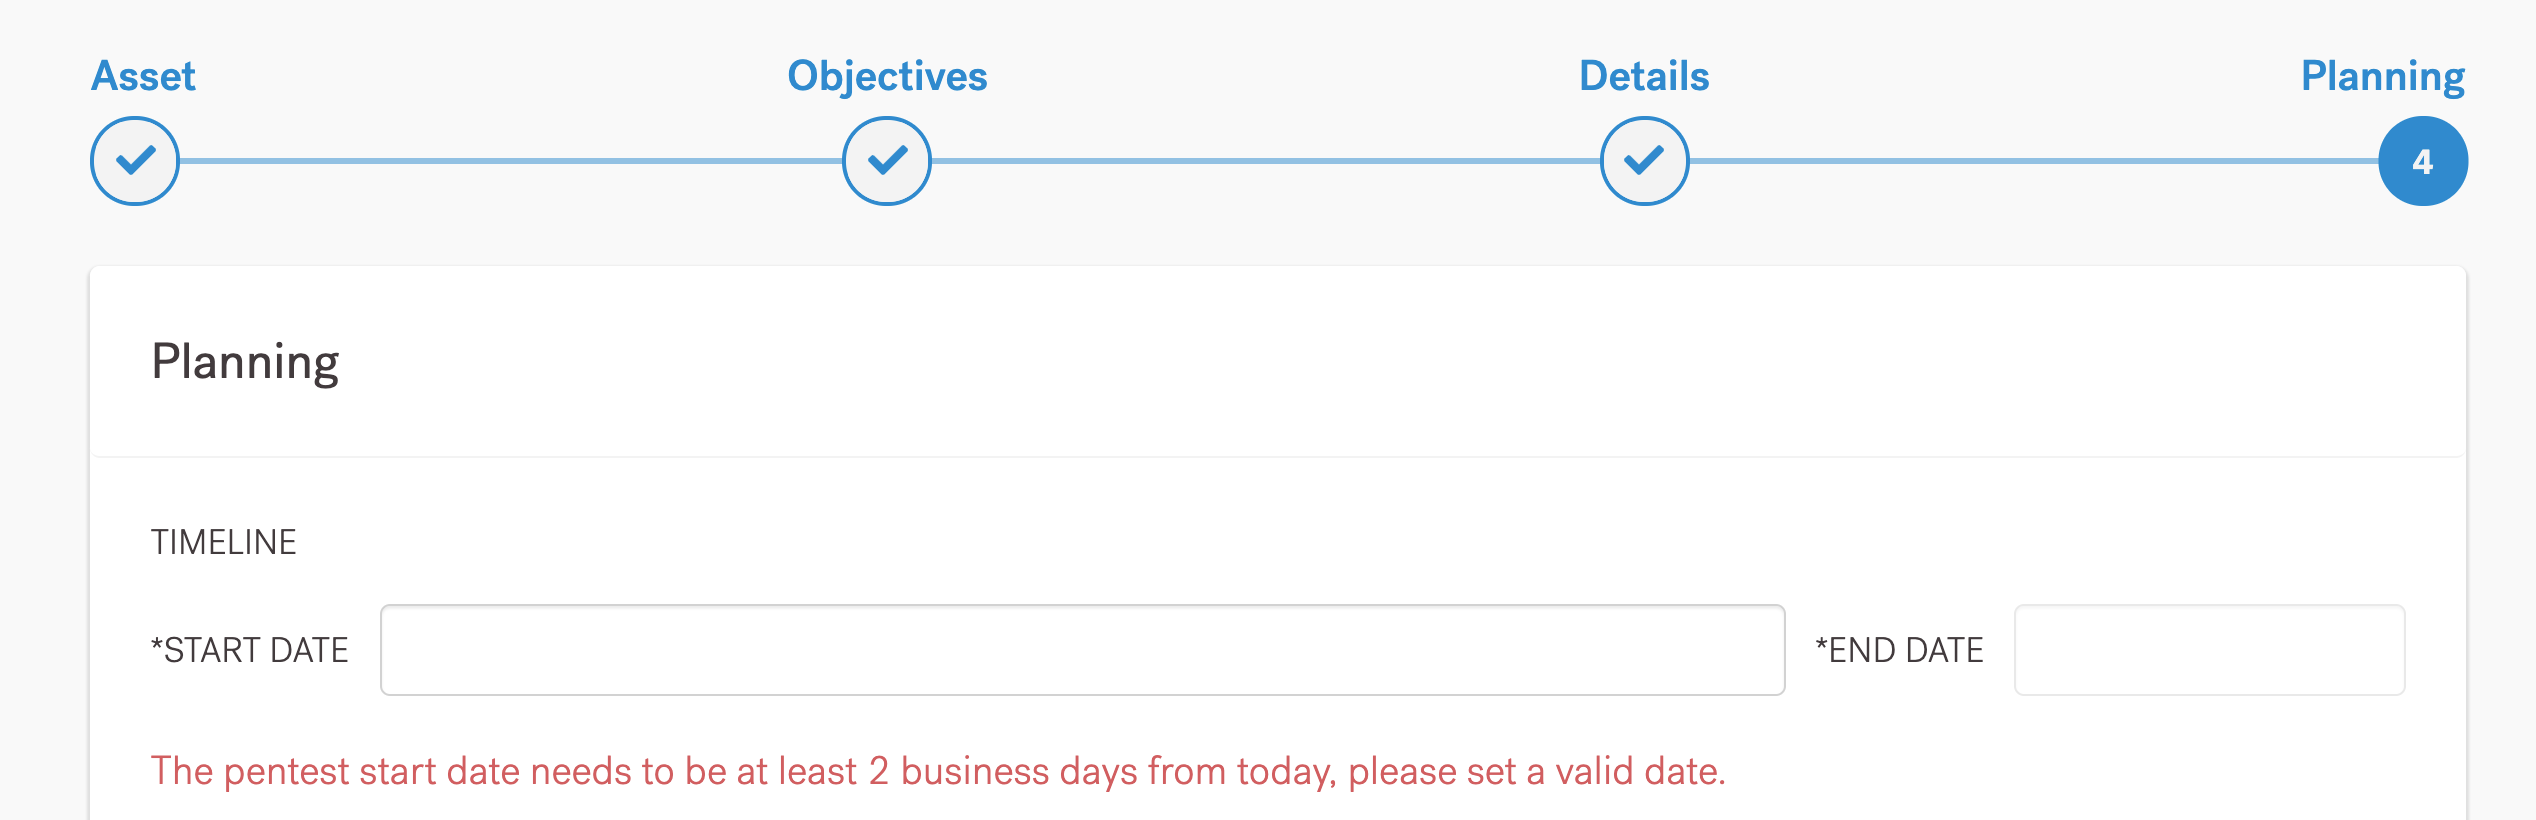 Asset
Objectives
Details
Planning
4
Planning
TIMELINE
*START DATE
*END DATE
The pentest start date needs to be at least 2 business days from today, please set a valid date.